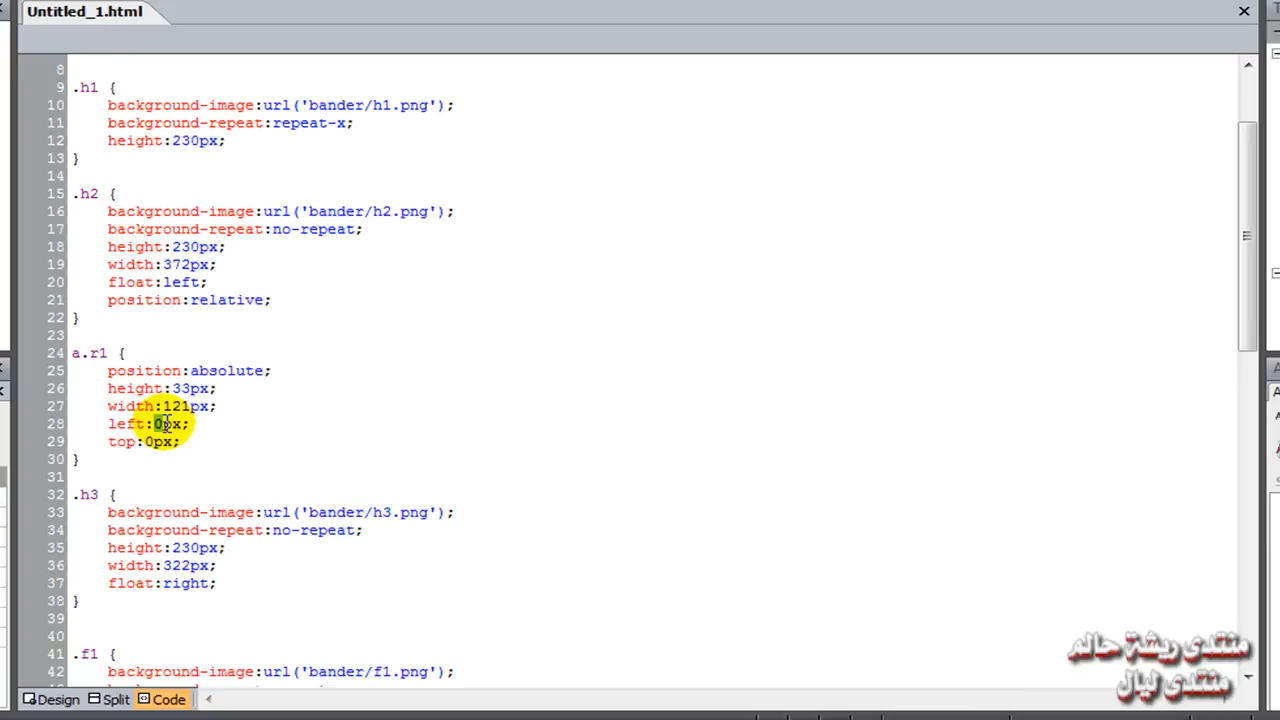 Untitled_1.html
8
9 .h1 {
10 background-image:url('bander/h1.png');
11 background-repeat:repeat-x;
12 height:230px;
13 }
14
15 .h2 {
16 background-image:url('bander/h2.png');
17 background-repeat:no-repeat;
18 height:230px;
19 width:372px;
20 float:left;
21 position:relative;
22 }
23
24 a.r1 {
25 position:absolute;
26 height:33px;
27 width:121px;
28 left:0px;
29 top:0px;
30 }
31
32 .h3 {
33 background-image:url('bander/h3.png');
34 background-repeat:no-repeat;
35 height:230px;
36 width:322px;
37 float:right;
38 }
39
40
41 .f1 {
42 background-image:url('bander/f1.png');
منتدى ريشة حالم
منتدى ليال
Design Split Code